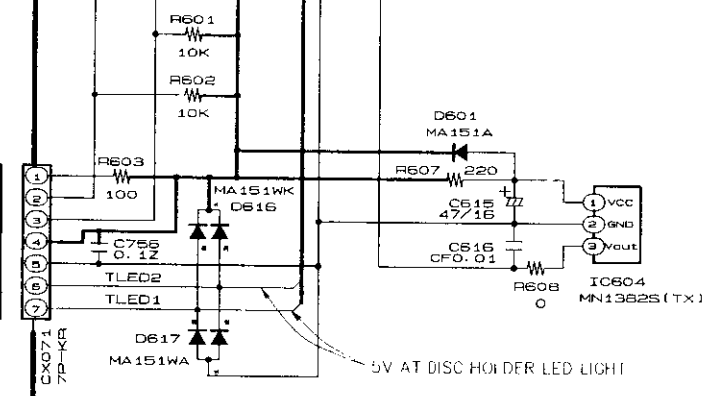 R601
10K
R602
10K
D601
MA151A
R603
100
R607 220
MA151WK
D616
C615
47/16
C756
0.1Z
C616
CF0.01
R608
0
1 VCC
2 GND
3 Vout
IC604
MN1382S(TX)
1
2
3
4
5
6
7
TLED2
TLED1
D617
MA151WA
CX071
7P-KR
5V AT DISC HOLDER LED LIGHT